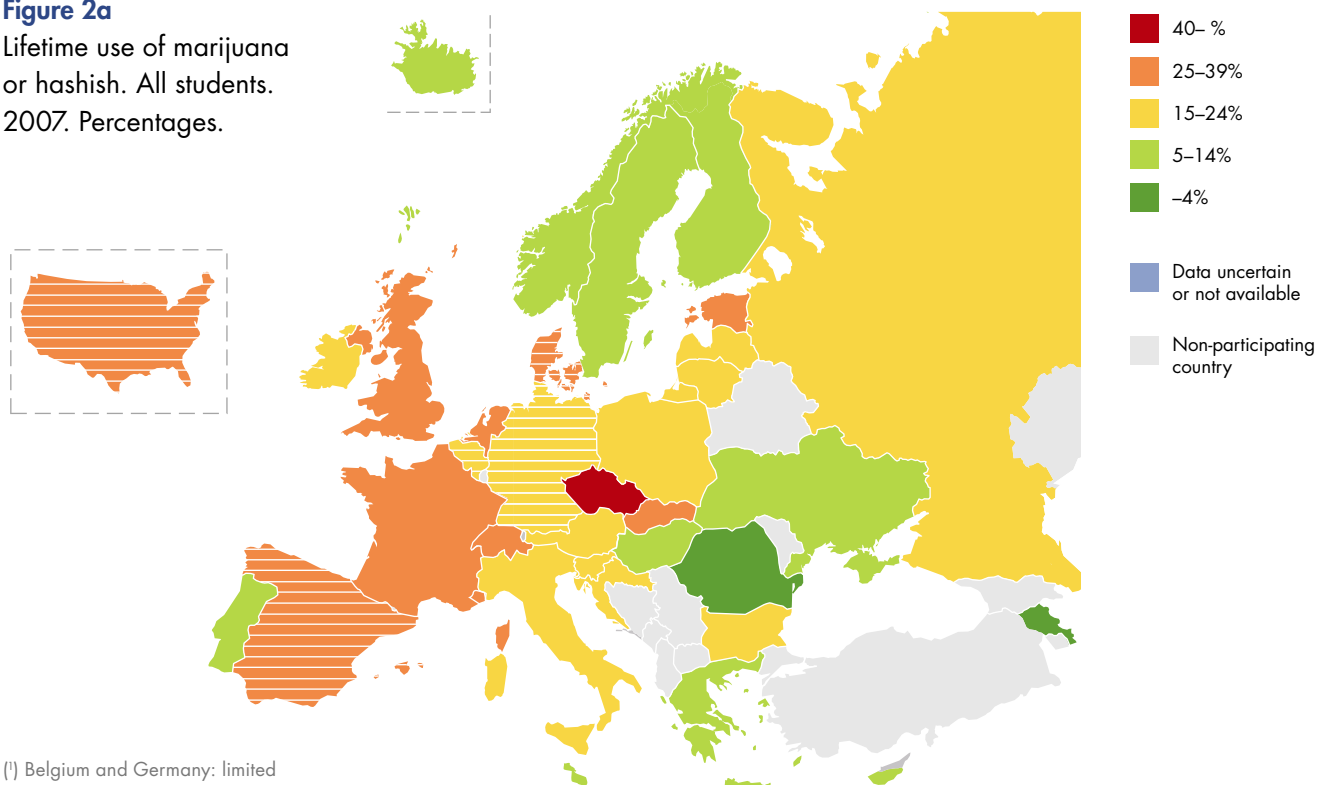 Figure 2a
Lifetime use of marijuana
or hashish. All students.
2007. Percentages.
40– %
25–39%
15–24%
5–14%
–4%
Data uncertain
or not available
Non-participating
country
(¹) Belgium and Germany: limited